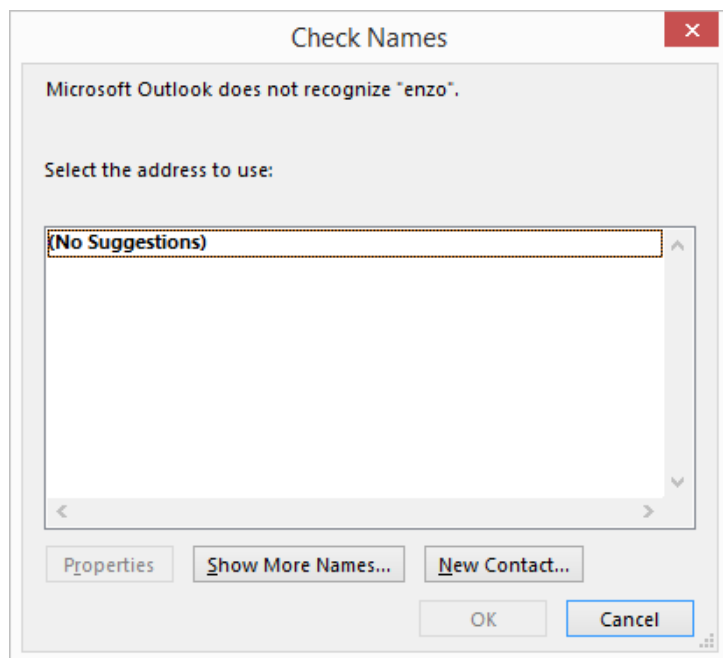 Check Names
Microsoft Outlook does not recognize "enzo".
Select the address to use:
(No Suggestions)
Properties Show More Names... New Contact...
OK Cancel